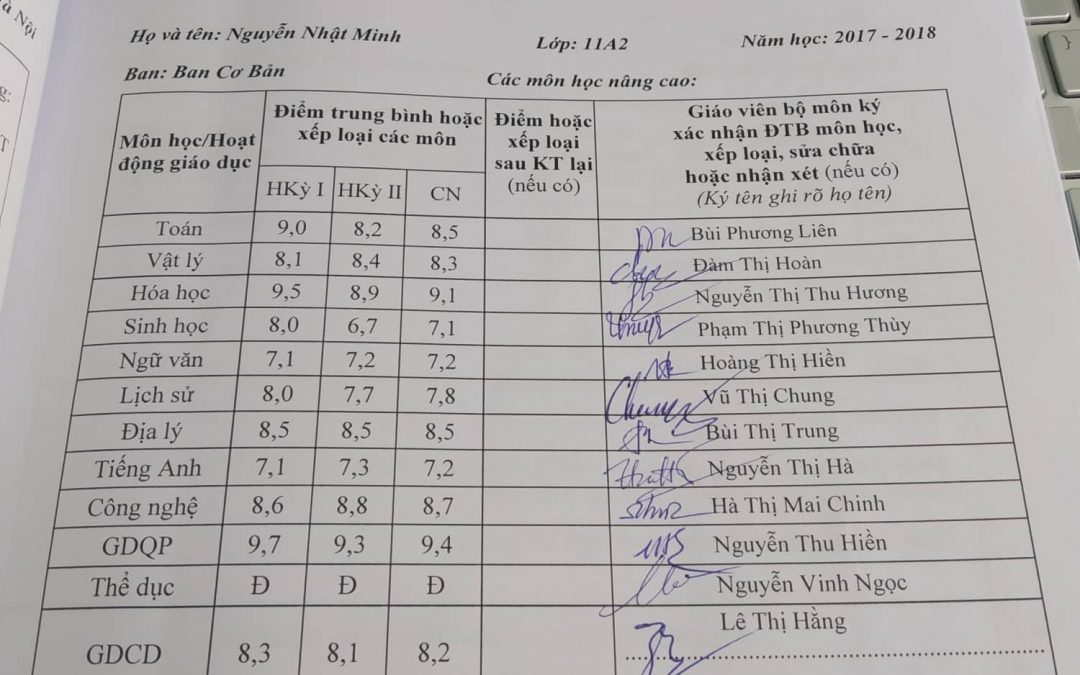 à Nội
Họ và tên: Nguyễn Nhật Minh Lớp: 11A2 Năm học: 2017 - 2018
Ban: Ban Cơ Bản Các môn học nâng cao:
Môn học/Hoạt động giáo dục
Điểm trung bình hoặc
xếp loại các môn
HKỳ I HKỳ II CN
Điểm hoặc
xếp loại
sau KT lại
(nếu có)
Giáo viên bộ môn ký
xác nhận ĐTB môn học,
xếp loại, sửa chữa
hoặc nhận xét (nếu có)
(Ký tên ghi rõ họ tên)
Toán 9,0 8,2 8,5 Bùi Phương Liên
Vật lý 8,1 8,4 8,3 Đàm Thị Hoàn
Hóa học 9,5 8,9 9,1 Nguyễn Thị Thu Hương
Sinh học 8,0 6,7 7,1 Phạm Thị Phương Thùy
Ngữ văn 7,1 7,2 7,2 Hoàng Thị Hiền
Lịch sử 8,0 7,7 7,8 Vũ Thị Chung
Địa lý 8,5 8,5 8,5 Bùi Thị Trung
Tiếng Anh 7,1 7,3 7,2 Nguyễn Thị Hà
Công nghệ 8,6 8,8 8,7 Hà Thị Mai Chinh
GDQP 9,7 9,3 9,4 Nguyễn Thu Hiền
Thể dục Đ Đ Đ Nguyễn Vinh Ngọc
GDCD 8,3 8,1 8,2 Lê Thị Hằng